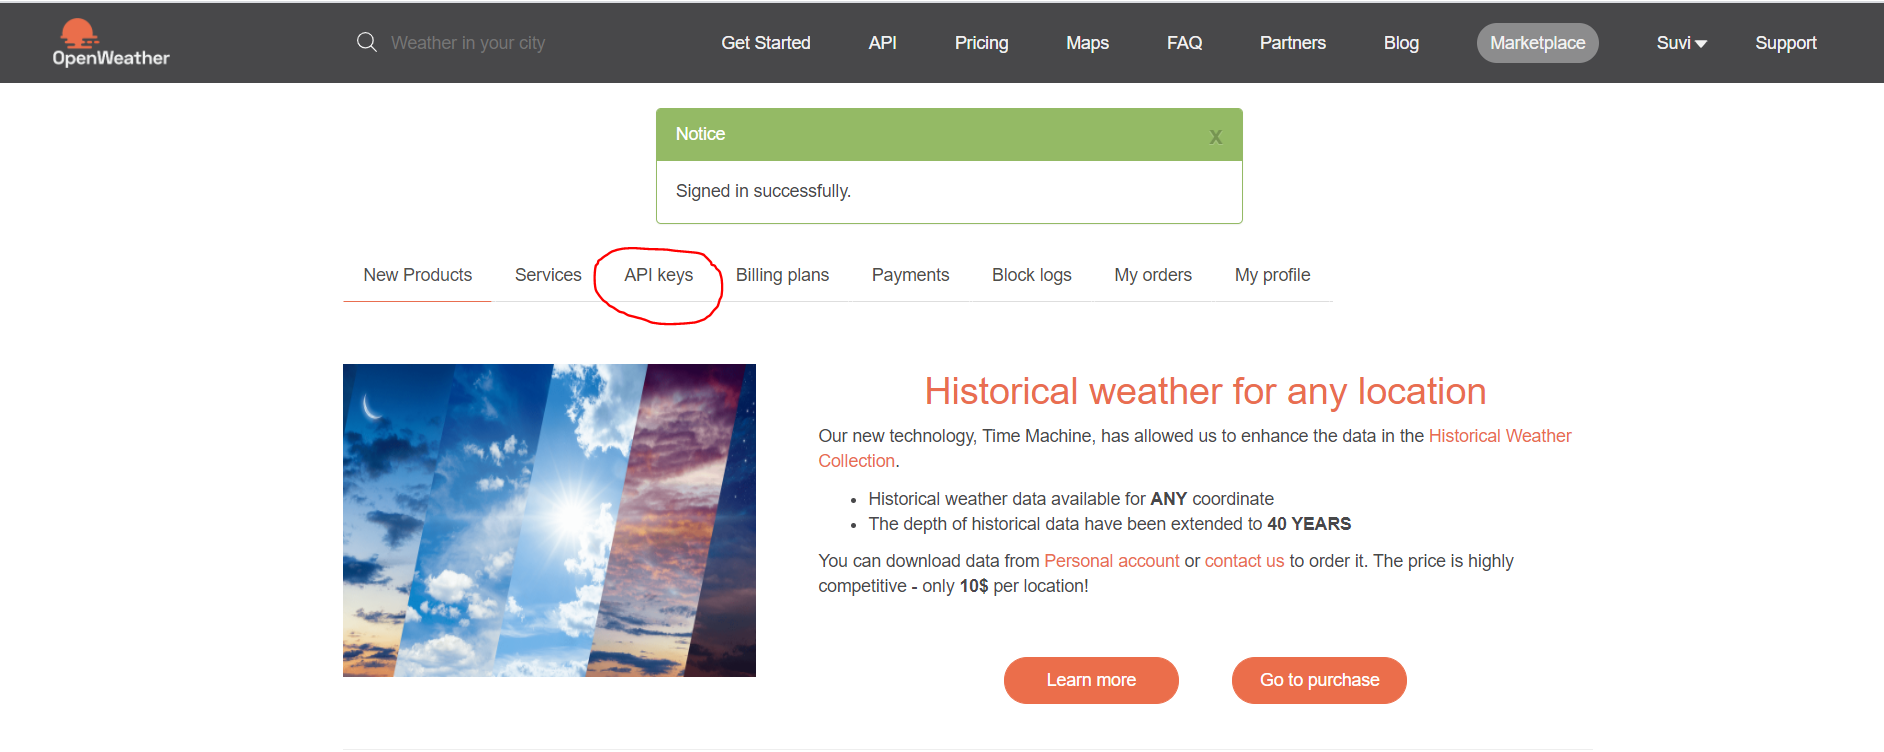 OpenWeather
Weather in your city
Get Started
API
Pricing
Maps
FAQ
Partners
Blog
Marketplace
Suvi
Support
Notice
X
Signed in successfully.
New Products
Services
API keys
Billing plans
Payments
Block logs
My orders
My profile
Historical weather for any location
Our new technology, Time Machine, has allowed us to enhance the data in the Historical Weather
Collection.
• Historical weather data available for ANY coordinate
• The depth of historical data have been extended to 40 YEARS
You can download data from Personal account or contact us to order it. The price is highly
competitive - only 10$ per location!
Learn more
Go to purchase